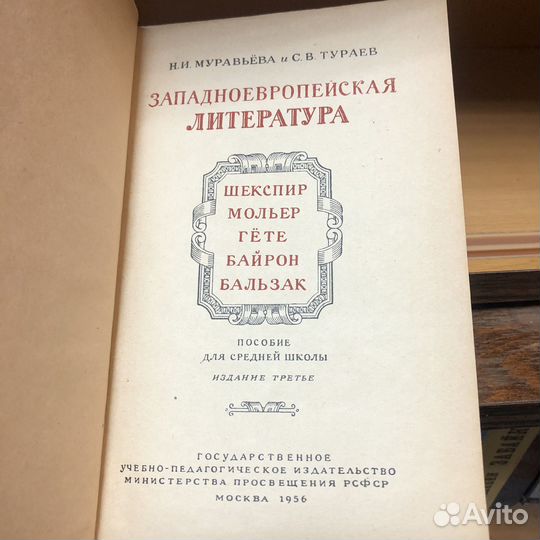 Н.И. МУРАВЬЁВА и С.В. ТУРАЕВ
ЗАПАДНОЕВРОПЕЙСКАЯ
ЛИТЕРАТУРА
ШЕКСПИР
МОЛЬЕР
ГЁТЕ
БАЙРОН
БАЛЬЗАК
ПОСОБИЕ
ДЛЯ СРЕДНЕЙ ШКОЛЫ
ИЗДАНИЕ ТРЕТЬЕ
ГОСУДАРСТВЕННОЕ
УЧЕБНО-ПЕДАГОГИЧЕСКОЕ ИЗДАТЕЛЬСТВО
МИНИСТЕРСТВА ПРОСВЕЩЕНИЯ РСФСР
МОСКВА 1956
Avito